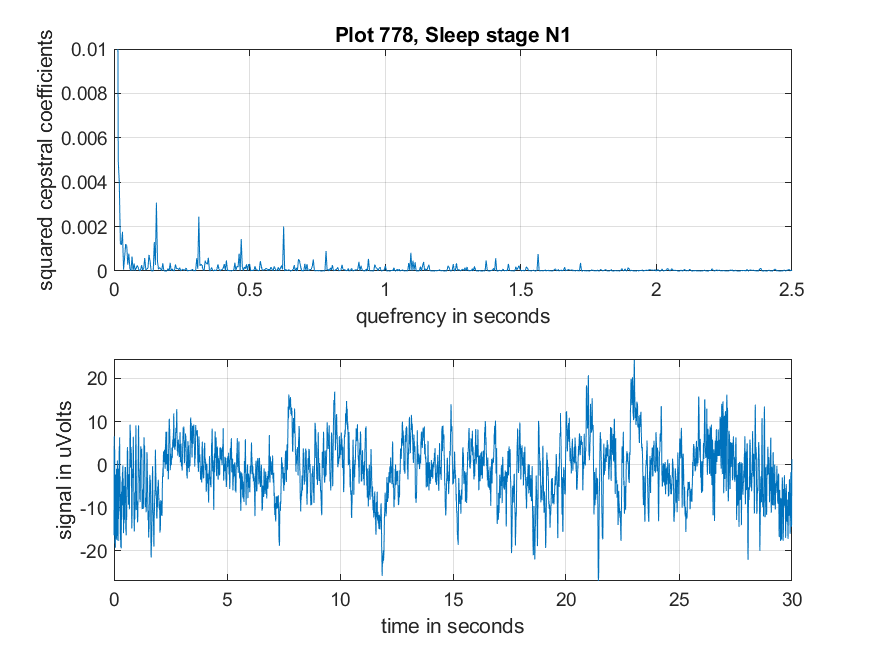 Plot 778, Sleep stage N1
squared cepstral coefficients
0.01
0.008
0.006
0.004
0.002
0
0 0.5 1 1.5 2 2.5
quefrency in seconds
signal in uVolts
20
10
0
-10
-20
0 5 10 15 20 25 30
time in seconds